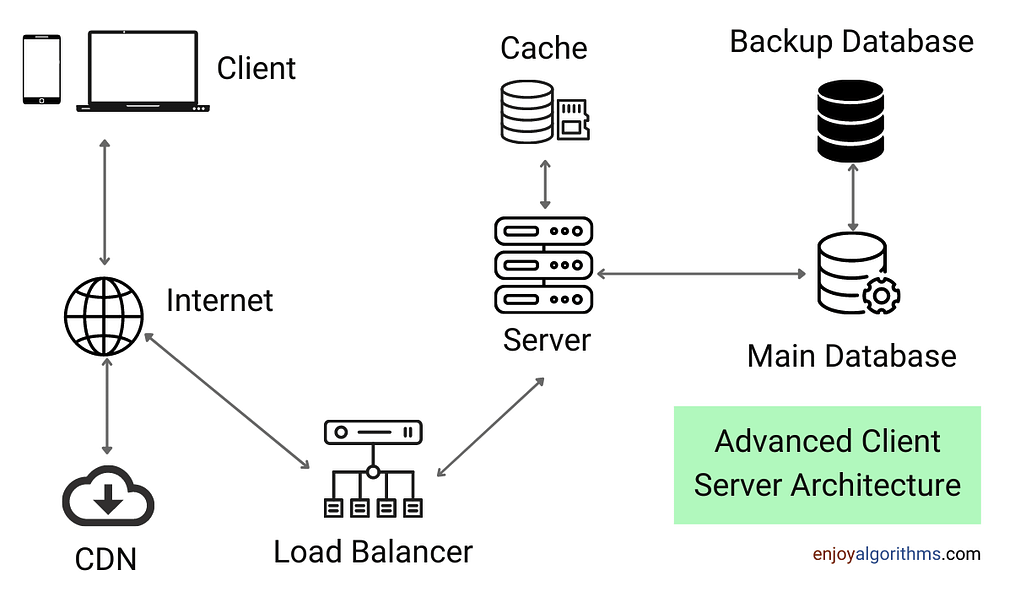 Client
Cache
Backup Database
Internet
Server
Main Database
Advanced Client
Server Architecture
CDN
Load Balancer
enjoyalgorithms.com